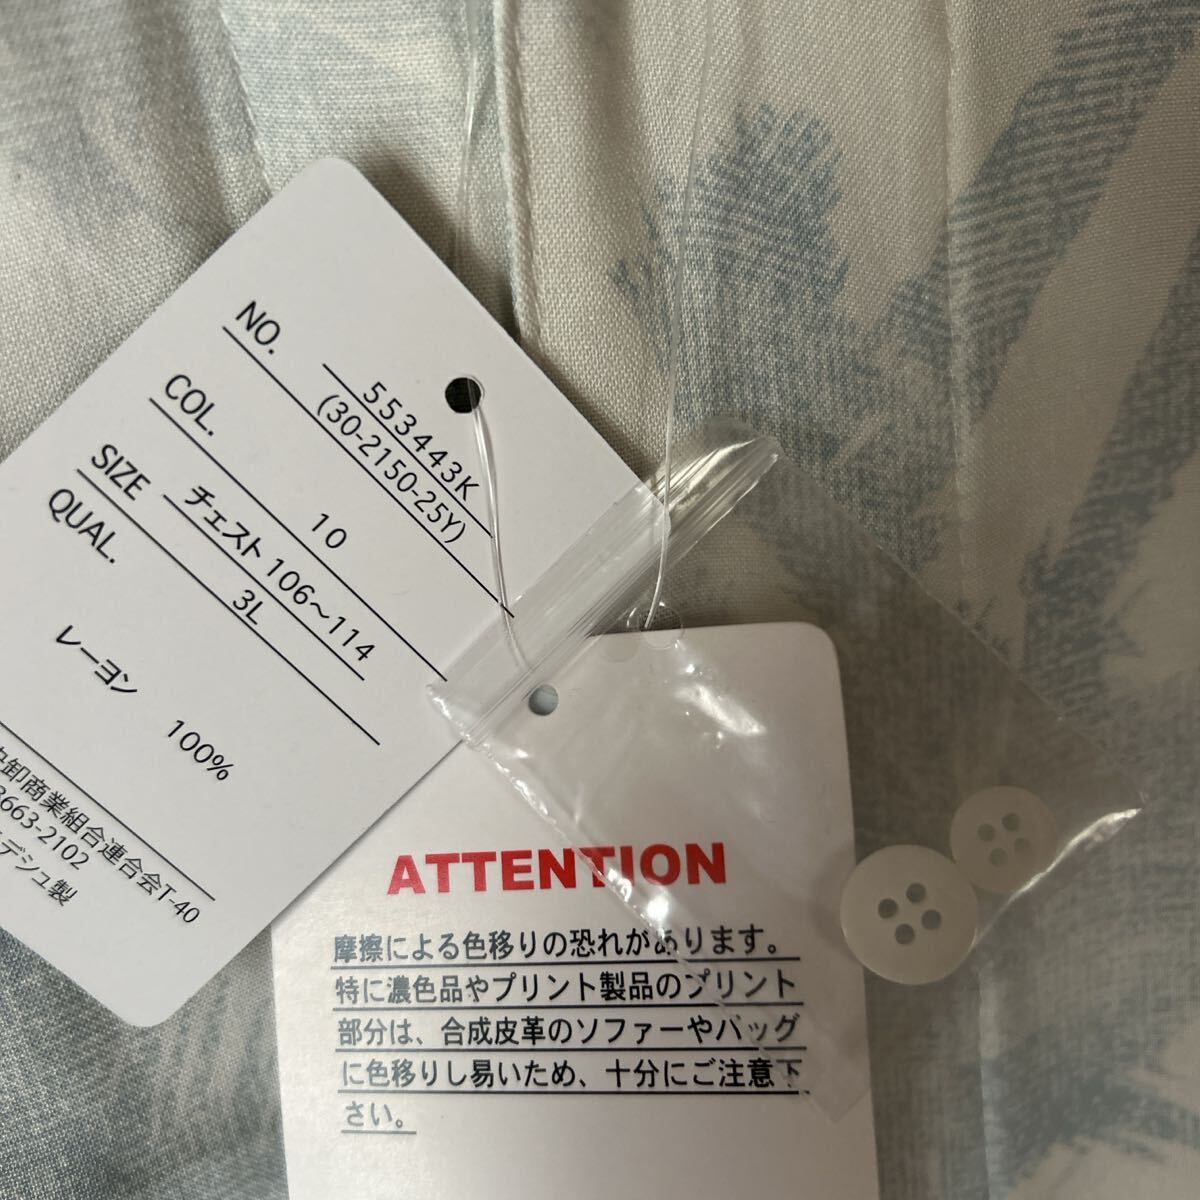 NO.
553443K
(30-2150-25Y)
COL.
10
SIZE
チェスト 106〜114
3L
QUAL.
レーヨン 100%
卸商業組合連合会T-40
3663-2102
デシュ製
ATTENTION
摩擦による色移りの恐れがあります。
特に濃色品やプリント製品のプリント
部分は、合成皮革のソファーやバッグ
に色移りし易いため、十分にご注意下
さい。